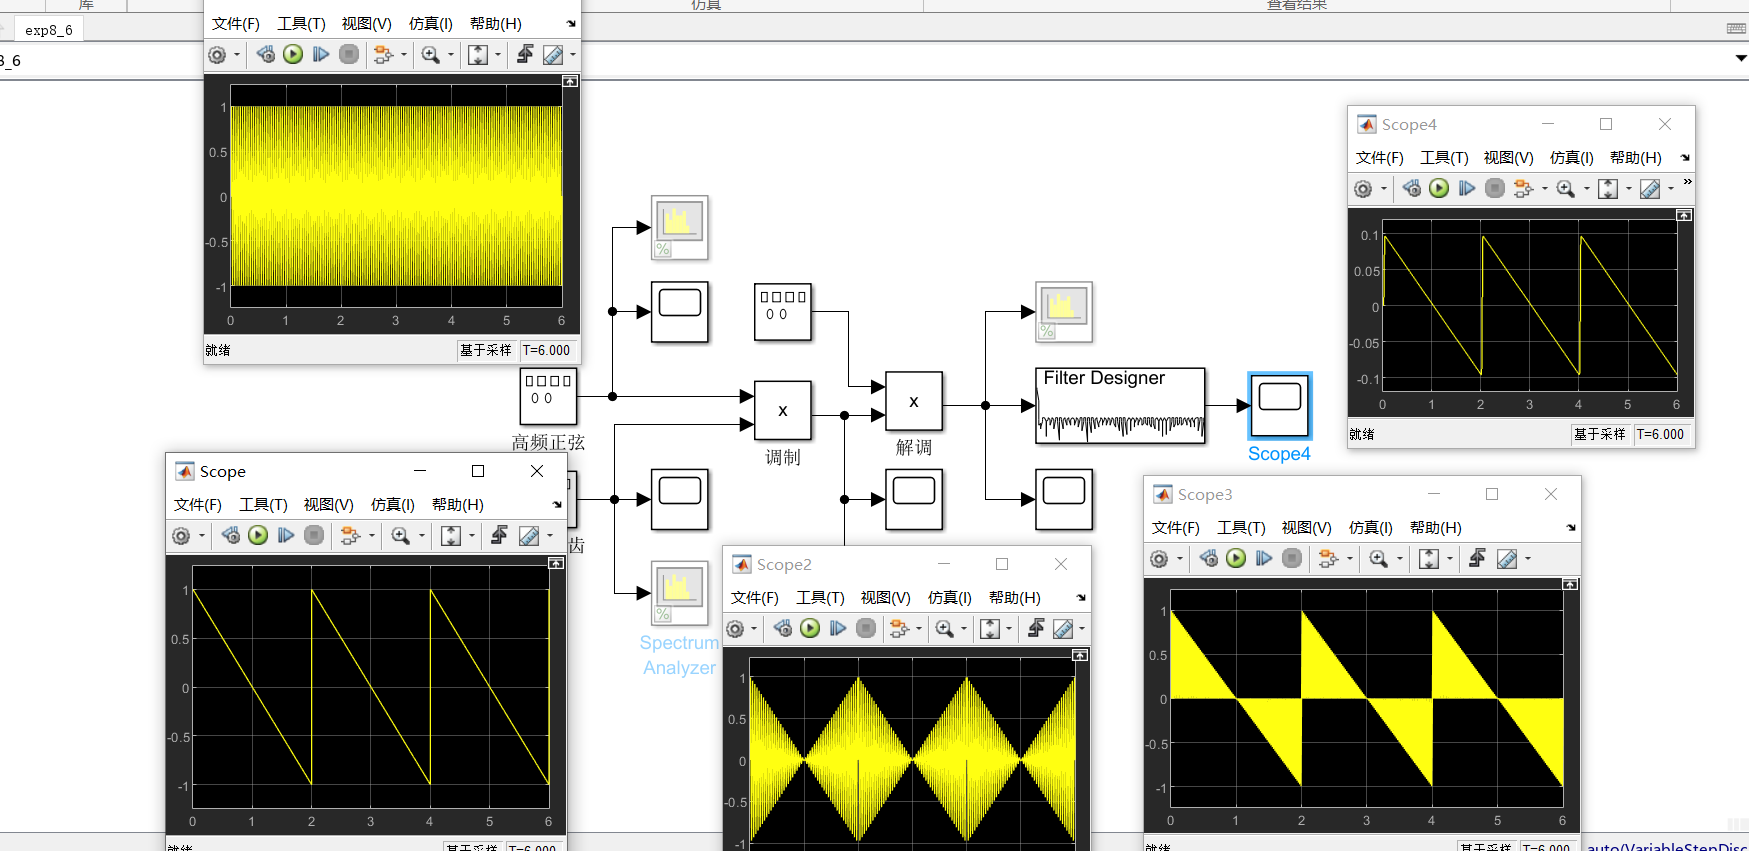 库
仿真
查看结果
exp8_6
8_6
文件(F) 工具(T) 视图(V) 仿真(I) 帮助(H)
1
0.5
0
-0.5
-1
0 1 2 3 4 5 6
就绪
基于采样 T=6.000
Scope4
文件(F) 工具(T) 视图(V) 仿真(I) 帮助(H)
»
0.1
0.05
0
-0.05
-0.1
0 1 2 3 4 5 6
就绪
基于采样 T=6.000
%
0 0
%
Filter Designer
0 0
高频正弦
x
调制
x
解调
Scope4
齿
%
Spectrum
Analyzer
Scope
文件(F) 工具(T) 视图(V) 仿真(I) 帮助(H)
1
0.5
0
-0.5
-1
0 1 2 3 4 5 6
就绪
基于采样 T=6.000
Scope2
文件(F) 工具(T) 视图(V) 仿真(I) 帮助(H)
1
0.5
0
-0.5
-1
Scope3
文件(F) 工具(T) 视图(V) 仿真(I) 帮助(H)
1
0.5
0
-0.5
-1
0 1 2 3 4 5 6
就绪
基于采样 T=6.000
auto(VariableStepDisc